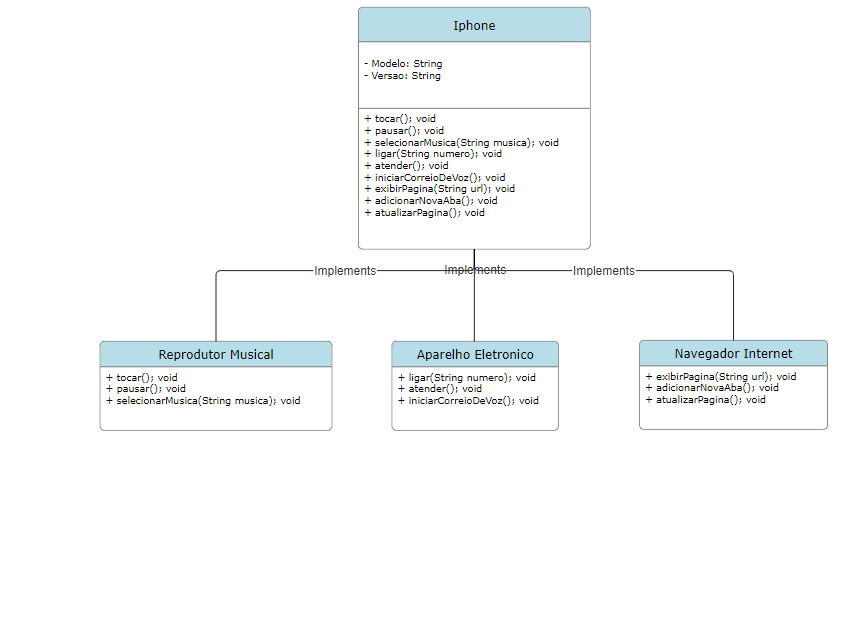 Iphone
- Modelo: String
- Versao: String
+ tocar(); void
+ pausar(); void
+ selecionarMusica(String musica); void
+ ligar(String numero); void
+ atender(); void
+ iniciarCorreioDeVoz(); void
+ exibirPagina(String url); void
+ adicionarNovaAba(); void
+ atualizarPagina(); void
Implements
Implements
Implements
Reprodutor Musical
+ tocar(); void
+ pausar(); void
+ selecionarMusica(String musica); void
Aparelho Eletronico
+ ligar(String numero); void
+ atender(); void
+ iniciarCorreioDeVoz(); void
Navegador Internet
+ exibirPagina(String url); void
+ adicionarNovaAba(); void
+ atualizarPagina(); void